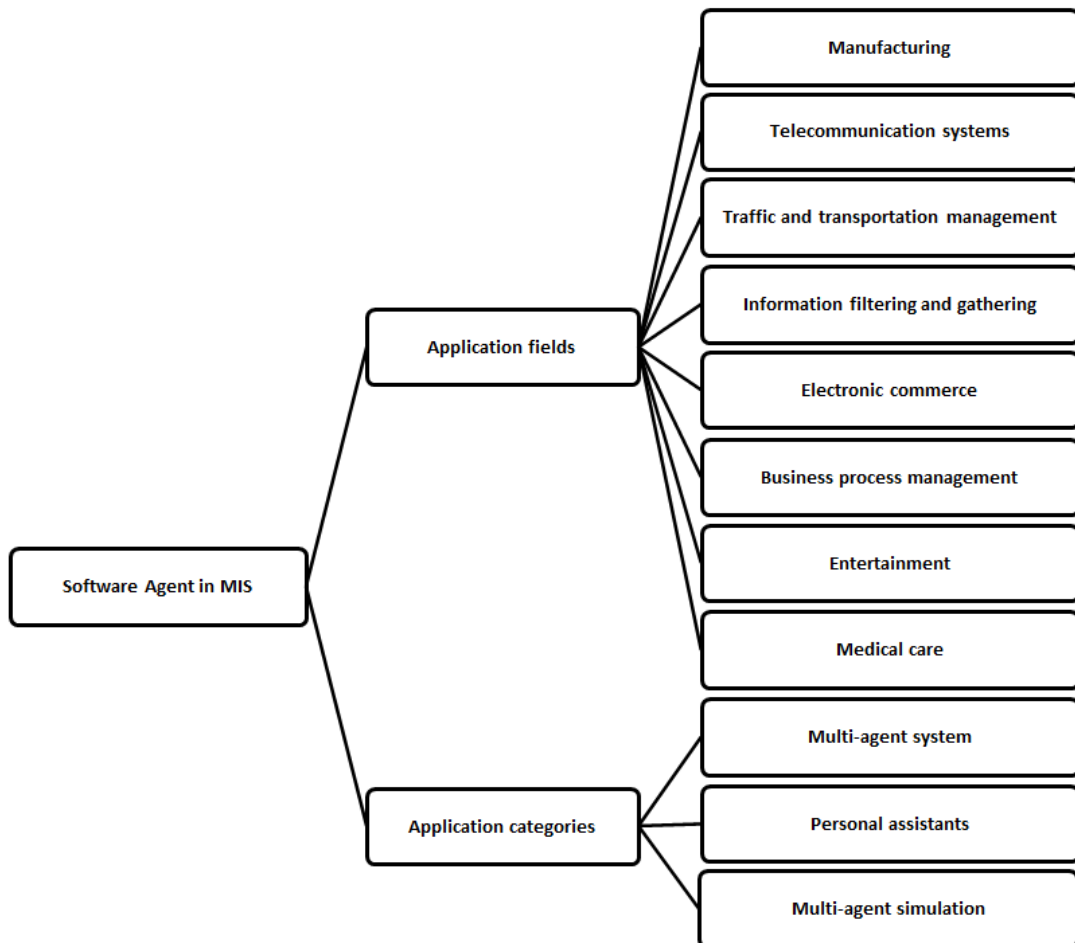 Manufacturing
Telecommunication systems
Traffic and transportation management
Information filtering and gathering
Application fields
Electronic commerce
Business process management
Entertainment
Software Agent in MIS
Medical care
Multi-agent system
Application categories
Personal assistants
Multi-agent simulation